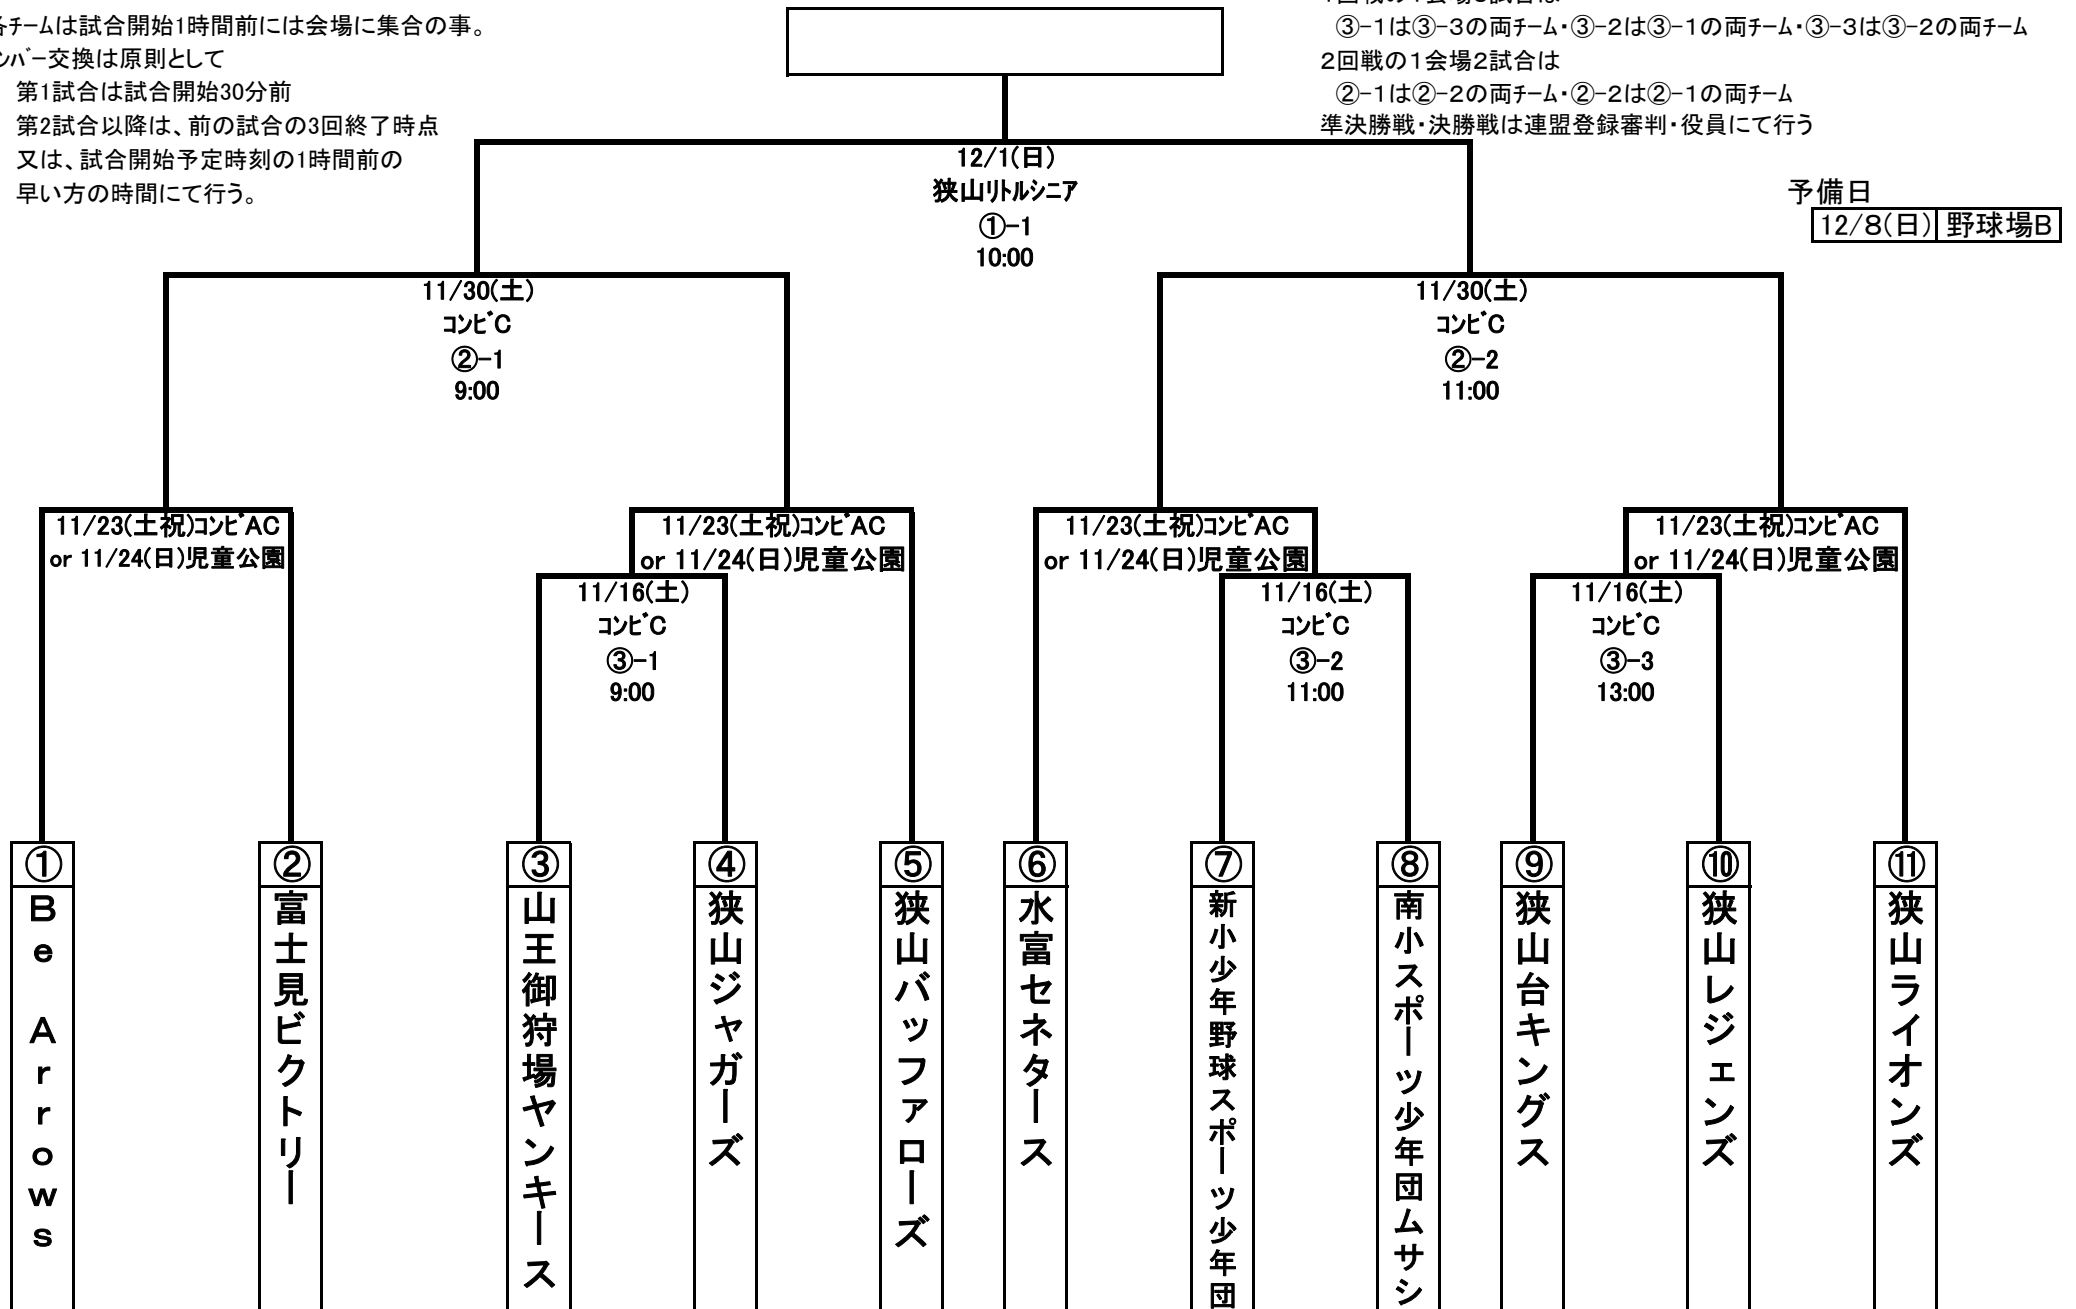 各チームは試合開始1時間前には会場に集合の事。
ンバー交換は原則として
第1試合は試合開始30分前
第2試合以降は、前の試合の3回終了時点
又は、試合開始予定時刻の1時間前の
早い方の時間にて行う。
③-1は③-3の両チーム・③-2は③-1の両チーム・③-3は③-2の両チーム
2回戦の1会場2試合は
②-1は②-2の両チーム・②-2は②-1の両チーム
準決勝戦・決勝戦は連盟登録審判・役員にて行う
予備日
12/8(日) 野球場B
12/1(日)
狭山リトルシニア
①-1
10:00
11/30(土)
コンビC
②-1
9:00
11/30(土)
コンビC
②-2
11:00
11/23(土祝)コンビAC
or 11/24(日)児童公園
11/23(土祝)コンビAC
or 11/24(日)児童公園
11/23(土祝)コンビAC
or 11/24(日)児童公園
11/23(土祝)コンビAC
or 11/24(日)児童公園
11/16(土)
コンビC
③-1
9:00
11/16(土)
コンビC
③-2
11:00
11/16(土)
コンビC
③-3
13:00
①
Be Arrows
②
富士見ビクトリー
③
山王御狩場ヤンキース
④
狭山ジャガーズ
⑤
狭山バッファローズ
⑥
水富セネタース
⑦
新小少年野球スポーツ少年団
⑧
南小スポーツ少年団ムサシ
⑨
狭山台キングス
⑩
狭山レジェンズ
⑪
狭山ライオンズ